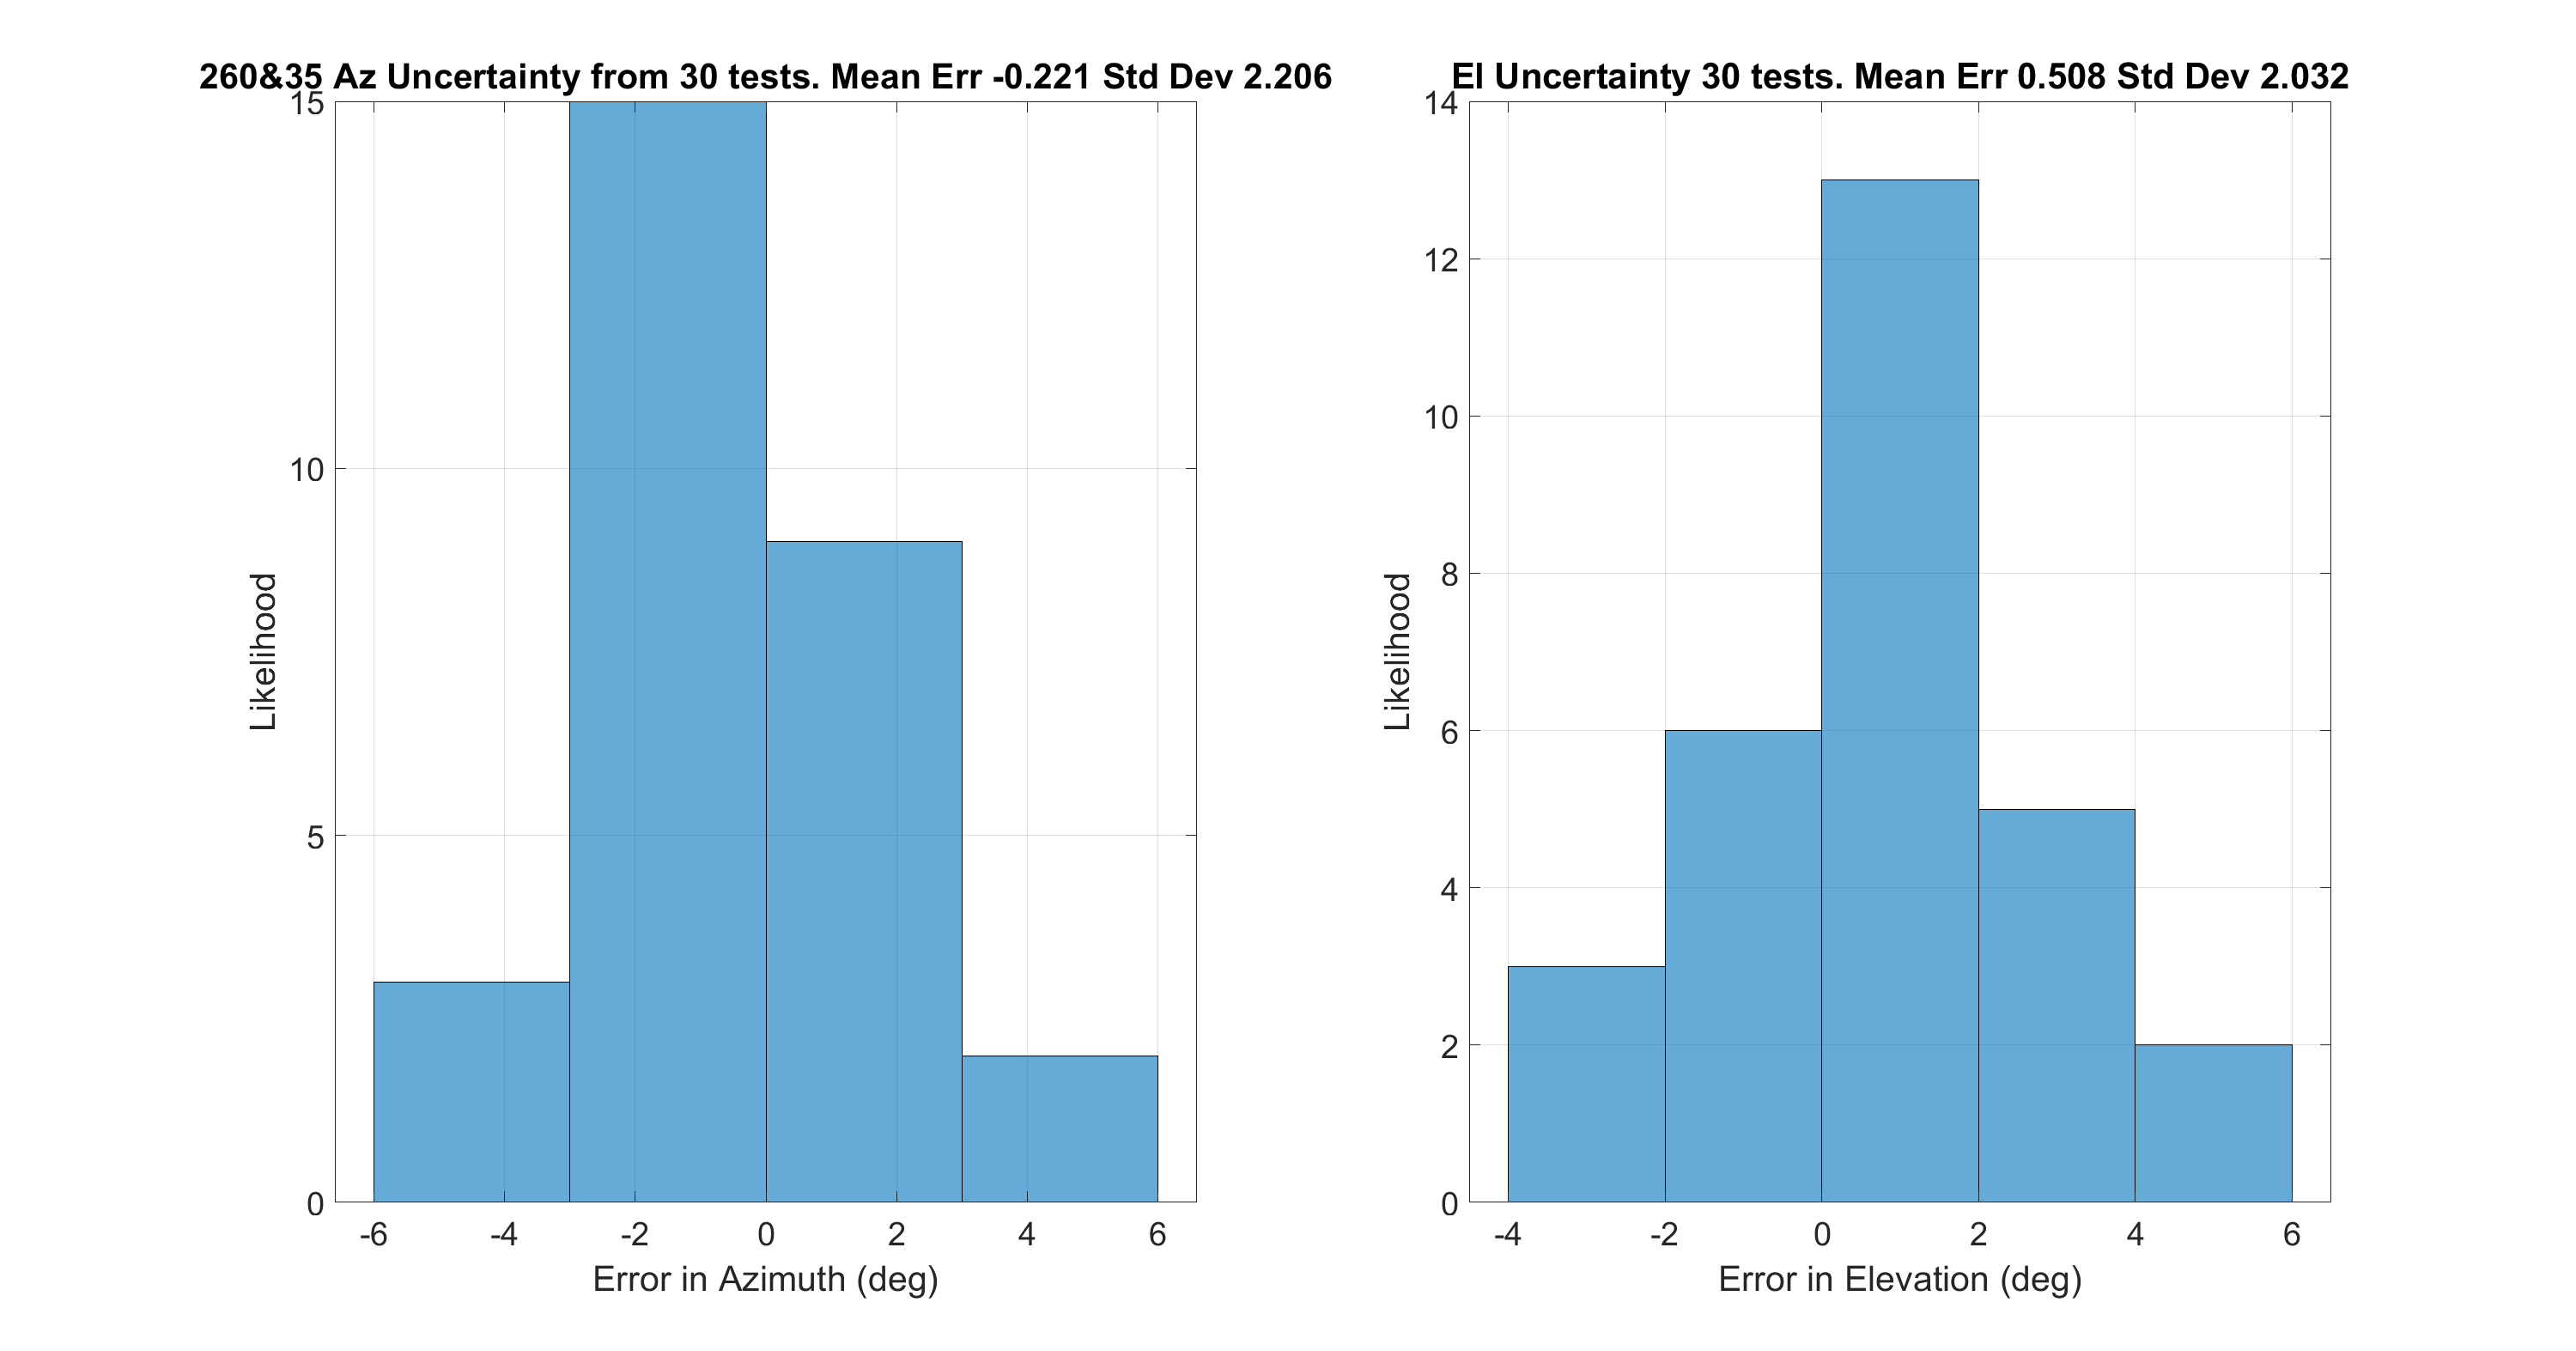 260&35 Az Uncertainty from 30 tests. Mean Err -0.221 Std Dev 2.206
15
10
5
0
Likelihood
-6 -4 -2 0 2 4 6
Error in Azimuth (deg)
El Uncertainty 30 tests. Mean Err 0.508 Std Dev 2.032
14
12
10
8
6
4
2
0
Likelihood
-4 -2 0 2 4 6
Error in Elevation (deg)